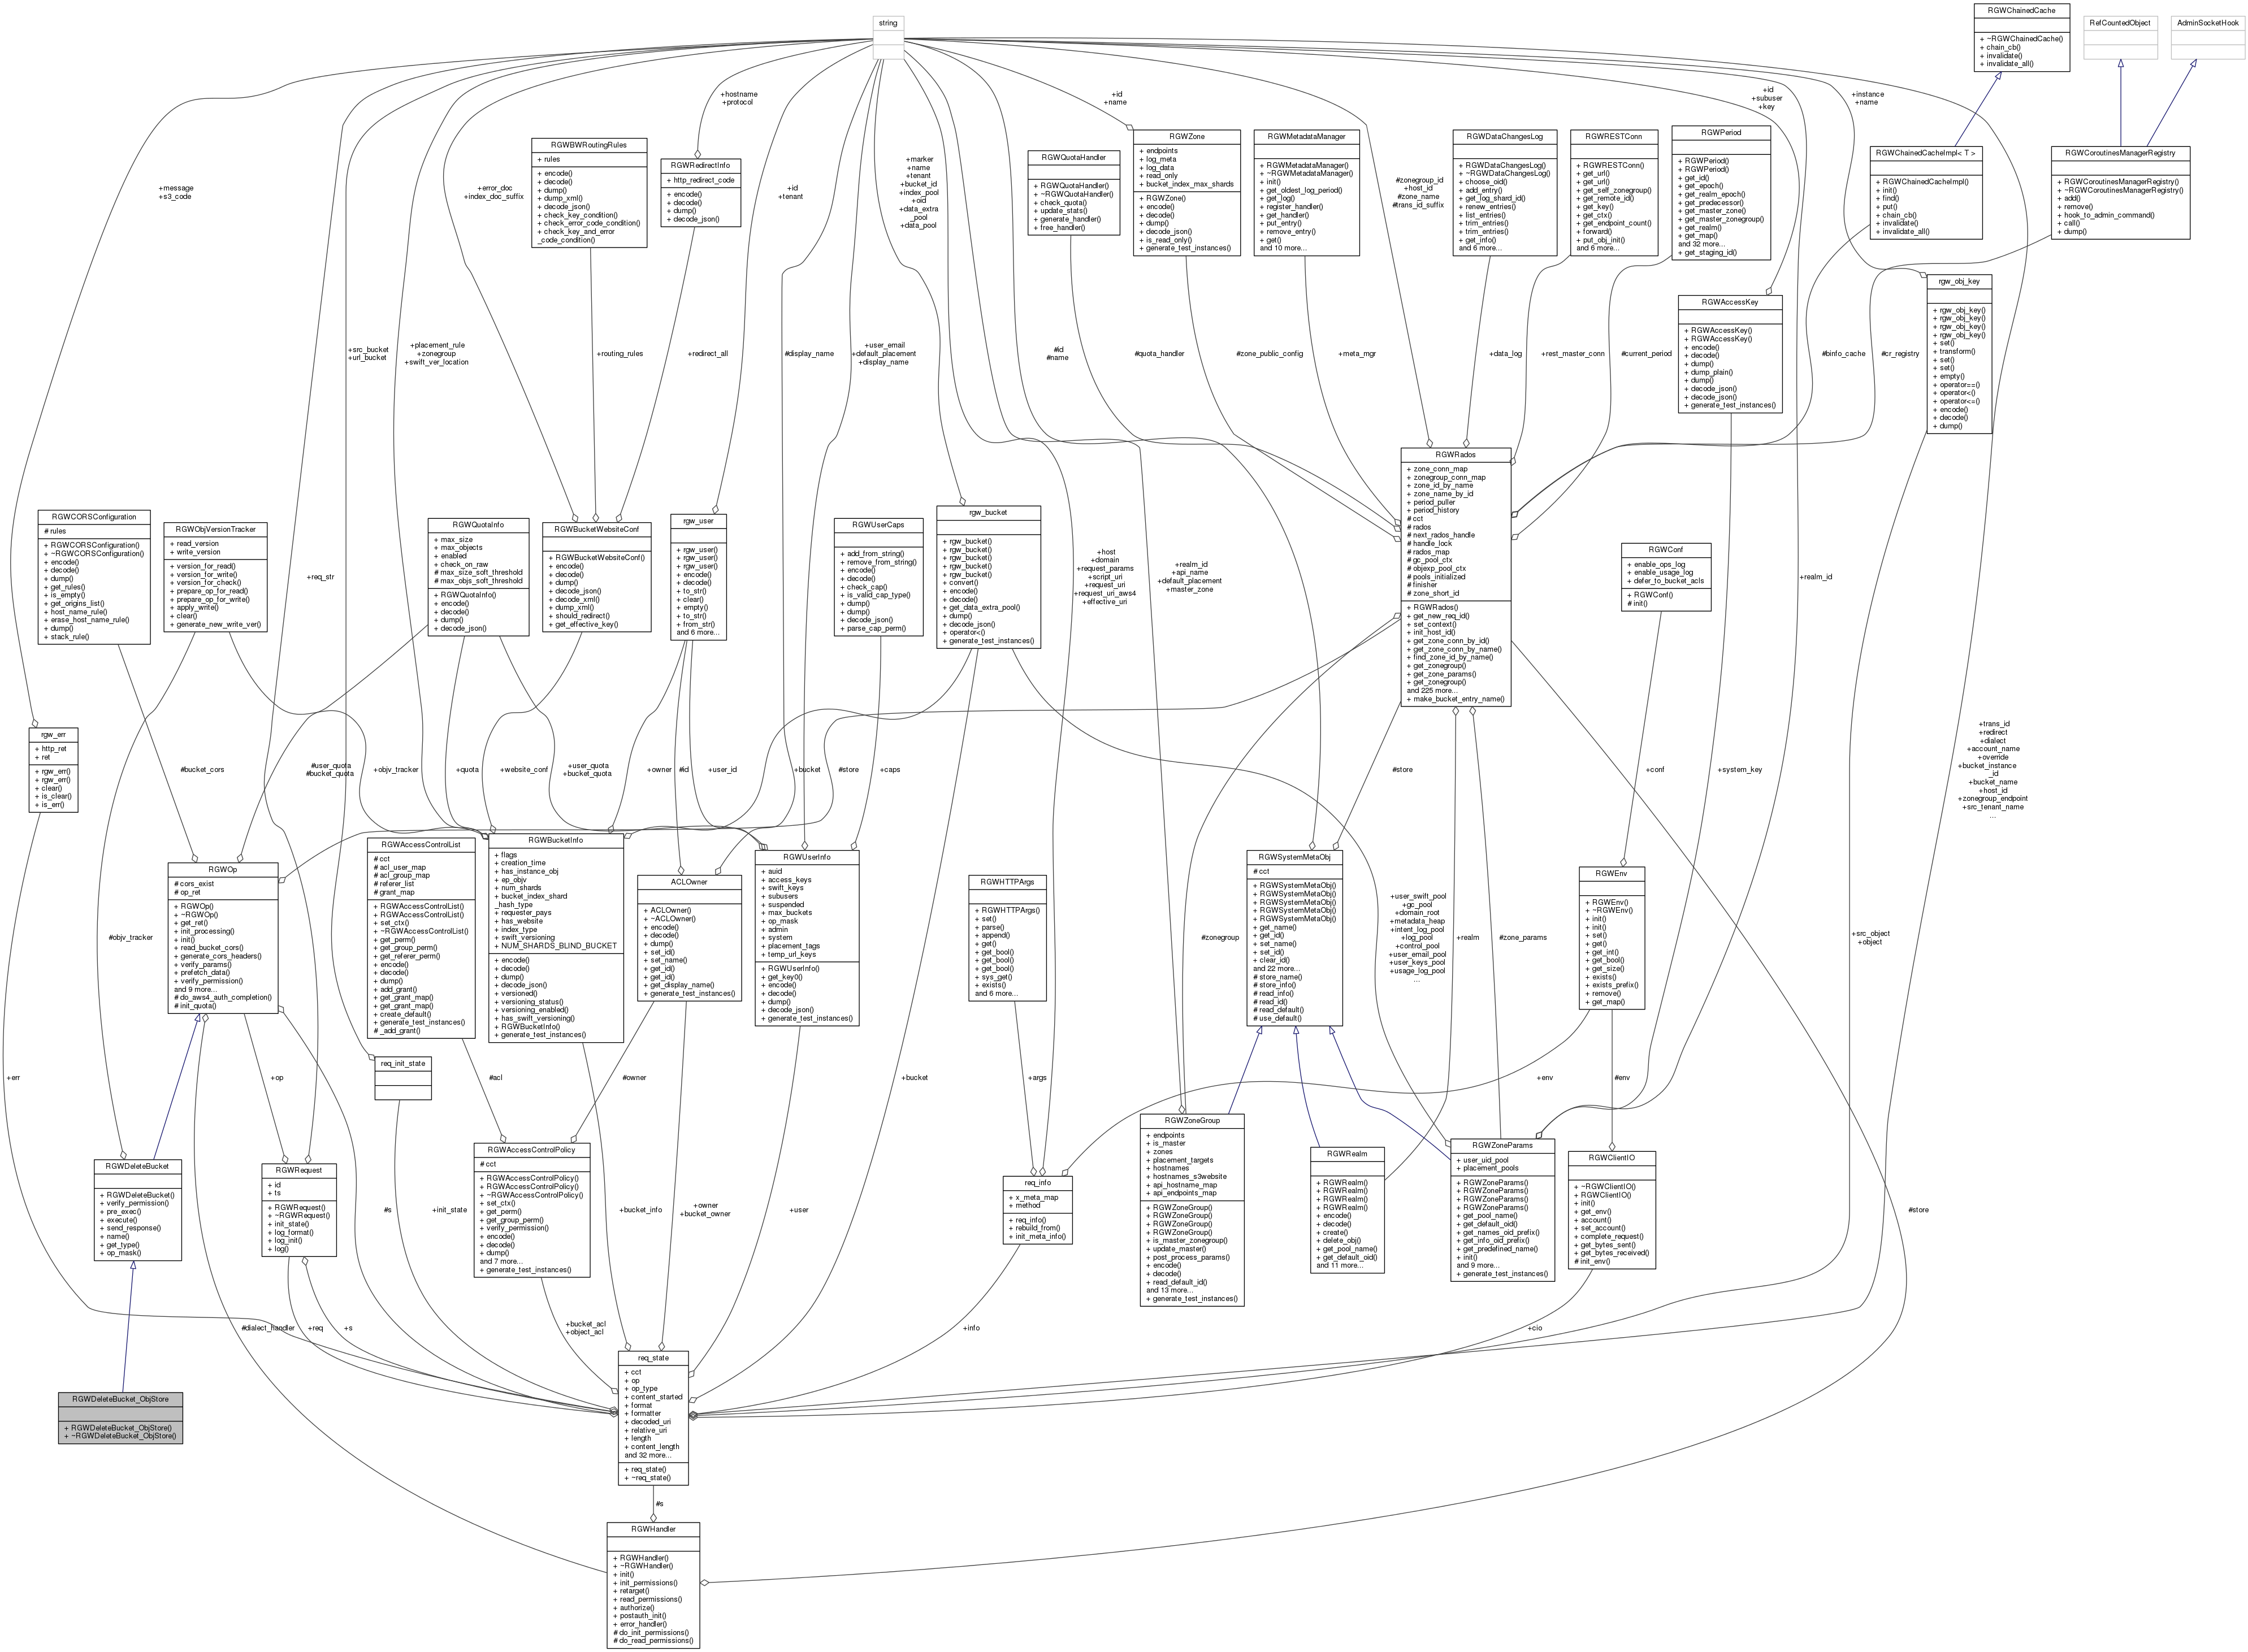 string
RGWChainedCache
+ ~RGWChainedCache()
+ chain_cb()
+ invalidate()
+ invalidate_all()
RefCountedObject
AdminSocketHook
+message
+s3_code
+hostname
+protocol
+id
+name
+id
+subuser
+key
+instance
+name
+error_doc
+index_doc_suffix
+id
+tenant
+marker
+name
+tenant
+bucket_id
+index_pool
+oid
+data_extra
_pool
+data_pool
#zonegroup_id
+host_id
#zone_name
#trans_id_suffix
RGWBWRoutingRules
+ rules
+ encode()
+ decode()
+ dump()
+ dump_xml()
+ decode_json()
+ check_key_condition()
+ check_error_code_condition()
+ check_key_and_error
_code_condition()
RGWRedirectInfo
+ http_redirect_code
+ encode()
+ decode()
+ dump()
+ decode_json()
RGWQuotaHandler
+ RGWQuotaHandler()
+ ~RGWQuotaHandler()
+ check_quota()
+ update_stats()
+ generate_handler()
+ free_handler()
RGWZone
+ endpoints
+ log_meta
+ log_data
+ read_only
+ bucket_index_max_shards
+ RGWZone()
+ encode()
+ decode()
+ dump()
+ decode_json()
+ is_read_only()
+ generate_test_instances()
RGWMetadataManager
+ RGWMetadataManager()
+ ~RGWMetadataManager()
+ init()
+ get_oldest_log_period()
+ get_log()
+ register_handler()
+ get_handler()
+ put_entry()
+ remove_entry()
+ get()
and 10 more...
RGWDataChangesLog
+ RGWDataChangesLog()
+ ~RGWDataChangesLog()
+ choose_oid()
+ add_entry()
+ get_log_shard_id()
+ renew_entries()
+ list_entries()
+ trim_entries()
+ trim_entries()
+ get_info()
and 6 more...
RGWRESTConn
+ RGWRESTConn()
+ get_url()
+ get_url()
+ get_self_zonegroup()
+ get_remote_id()
+ get_key()
+ get_ctx()
+ get_endpoint_count()
+ forward()
+ put_obj_init()
and 6 more...
RGWPeriod
+ RGWPeriod()
+ RGWPeriod()
+ get_id()
+ get_epoch()
+ get_realm_epoch()
+ get_predecessor()
+ get_master_zone()
+ get_master_zonegroup()
+ get_realm()
+ get_map()
and 32 more...
+ get_staging_id()
RGWChainedCacheImpl< T >
+ RGWChainedCacheImpl()
+ init()
+ find()
+ put()
+ chain_cb()
+ invalidate()
+ invalidate_all()
RGWCoroutinesManagerRegistry
+ RGWCoroutinesManagerRegistry()
+ ~RGWCoroutinesManagerRegistry()
+ add()
+ remove()
+ hook_to_admin_command()
+ call()
+ dump()
RGWAccessKey
+ RGWAccessKey()
+ RGWAccessKey()
+ encode()
+ decode()
+ dump()
+ dump_plain()
+ dump()
+ decode_json()
+ decode_json()
+ generate_test_instances()
rgw_obj_key
+ rgw_obj_key()
+ rgw_obj_key()
+ rgw_obj_key()
+ rgw_obj_key()
+ set()
+ transform()
+ set()
+ set()
+ empty()
+ operator==()
+ operator<()
+ operator<=()
+ encode()
+ decode()
+ dump()
+src_bucket
+url_bucket
+placement_rule
+zonegroup
+swift_ver_location
+routing_rules
+redirect_all
#display_name
+user_email
+default_placement
+display_name
#id
#name
#quota_handler
#zone_public_config
+meta_mgr
+data_log
+rest_master_conn
#current_period
#binfo_cache
#cr_registry
RGWRados
+ zone_conn_map
+ zonegroup_conn_map
+ zone_id_by_name
+ zone_name_by_id
+ period_puller
+ period_history
# cct
# rados
# next_rados_handle
# handle_lock
# rados_map
# gc_pool_ctx
# objexp_pool_ctx
# pools_initialized
# finisher
# zone_short_id
+ RGWRados()
+ get_new_req_id()
+ set_context()
+ init_host_id()
+ get_zone_conn_by_id()
+ get_zone_conn_by_name()
+ find_zone_id_by_name()
+ get_zonegroup()
+ get_zone_params()
+ get_zonegroup()
and 225 more...
+ make_bucket_entry_name()
RGWCORSConfiguration
# rules
+ RGWCORSConfiguration()
+ ~RGWCORSConfiguration()
+ encode()
+ decode()
+ dump()
+ get_rules()
+ is_empty()
+ get_origins_list()
+ host_name_rule()
+ erase_host_name_rule()
+ dump()
+ stack_rule()
RGWObjVersionTracker
+ read_version
+ write_version
+ version_for_read()
+ version_for_write()
+ version_for_check()
+ prepare_op_for_read()
+ prepare_op_for_write()
+ apply_write()
+ clear()
+ generate_new_write_ver()
+req_str
RGWQuotaInfo
+ max_size
+ max_objects
+ enabled
+ check_on_raw
# max_size_soft_threshold
# max_objs_soft_threshold
+ RGWQuotaInfo()
+ encode()
+ decode()
+ dump()
+ decode_json()
RGWBucketWebsiteConf
+ RGWBucketWebsiteConf()
+ encode()
+ decode()
+ dump()
+ decode_json()
+ decode_xml()
+ dump_xml()
+ should_redirect()
+ get_effective_key()
rgw_user
+ rgw_user()
+ rgw_user()
+ rgw_user()
+ encode()
+ decode()
+ to_str()
+ clear()
+ empty()
+ to_str()
+ from_str()
and 6 more...
RGWUserCaps
+ add_from_string()
+ remove_from_string()
+ encode()
+ decode()
+ check_cap()
+ is_valid_cap_type()
+ dump()
+ dump()
+ decode_json()
+ parse_cap_perm()
rgw_bucket
+ rgw_bucket()
+ rgw_bucket()
+ rgw_bucket()
+ rgw_bucket()
+ rgw_bucket()
+ convert()
+ encode()
+ decode()
+ get_data_extra_pool()
+ dump()
+ decode_json()
+ operator<()
+ generate_test_instances()
+host
+domain
+request_params
+script_uri
+request_uri
+request_uri_aws4
+effective_uri
+realm_id
+api_name
+default_placement
+master_zone
RGWConf
+ enable_ops_log
+ enable_usage_log
+ defer_to_bucket_acls
+ RGWConf()
# init()
+realm_id
rgw_err
+ http_ret
+ ret
+ rgw_err()
+ rgw_err()
+ clear()
+ is_clear()
+ is_err()
#bucket_cors
#user_quota
#bucket_quota
+objv_tracker
+quota
+website_conf
+user_quota
+bucket_quota
+owner
#id
+user_id
+bucket
#store
+caps
#store
+conf
+system_key
+trans_id
+redirect
+dialect
+account_name
+override
+bucket_instance
_id
+bucket_name
+host_id
+zonegroup_endpoint
+src_tenant_name
...
RGWOp
# cors_exist
# op_ret
+ RGWOp()
+ ~RGWOp()
+ get_ret()
+ init_processing()
+ init()
+ read_bucket_cors()
+ generate_cors_headers()
+ verify_params()
+ prefetch_data()
+ verify_permission()
and 9 more...
# do_aws4_auth_completion()
# init_quota()
RGWAccessControlList
# cct
# acl_user_map
# acl_group_map
# referer_list
# grant_map
+ RGWAccessControlList()
+ RGWAccessControlList()
+ set_ctx()
+ ~RGWAccessControlList()
+ get_perm()
+ get_group_perm()
+ get_referer_perm()
+ encode()
+ decode()
+ dump()
+ add_grant()
+ get_grant_map()
+ get_grant_map()
+ create_default()
+ generate_test_instances()
# _add_grant()
RGWBucketInfo
+ flags
+ creation_time
+ has_instance_obj
+ ep_objv
+ num_shards
+ bucket_index_shard
_hash_type
+ requester_pays
+ has_website
+ index_type
+ swift_versioning
+ NUM_SHARDS_BLIND_BUCKET
+ encode()
+ decode()
+ dump()
+ decode_json()
+ versioned()
+ versioning_status()
+ versioning_enabled()
+ has_swift_versioning()
+ RGWBucketInfo()
+ generate_test_instances()
ACLOwner
+ ACLOwner()
+ ~ACLOwner()
+ encode()
+ decode()
+ dump()
+ set_id()
+ set_name()
+ get_id()
+ get_id()
+ get_display_name()
+ generate_test_instances()
RGWUserInfo
+ auid
+ access_keys
+ swift_keys
+ subusers
+ suspended
+ max_buckets
+ op_mask
+ admin
+ system
+ placement_tags
+ temp_url_keys
+ RGWUserInfo()
+ get_key0()
+ encode()
+ decode()
+ dump()
+ decode_json()
+ generate_test_instances()
RGWHTTPArgs
+ RGWHTTPArgs()
+ set()
+ parse()
+ append()
+ get()
+ get_bool()
+ get_bool()
+ get_bool()
+ sys_get()
+ exists()
and 6 more...
RGWSystemMetaObj
# cct
+ RGWSystemMetaObj()
+ RGWSystemMetaObj()
+ RGWSystemMetaObj()
+ RGWSystemMetaObj()
+ RGWSystemMetaObj()
+ get_name()
+ get_id()
+ set_name()
+ set_id()
+ clear_id()
and 22 more...
# store_name()
# store_info()
# read_info()
# read_id()
# read_default()
# use_default()
RGWEnv
+ RGWEnv()
+ ~RGWEnv()
+ init()
+ init()
+ set()
+ get()
+ get_int()
+ get_bool()
+ get_size()
+ exists()
+ exists_prefix()
+ remove()
+ get_map()
#objv_tracker
#zonegroup
+user_swift_pool
+gc_pool
+domain_root
+metadata_heap
+intent_log_pool
+log_pool
+control_pool
+user_email_pool
+user_keys_pool
+usage_log_pool
...
+realm
#zone_params
+src_object
+object
+err
+op
req_init_state
#acl
#owner
+bucket
+args
+env
#env
RGWDeleteBucket
+ RGWDeleteBucket()
+ verify_permission()
+ pre_exec()
+ execute()
+ send_response()
+ name()
+ get_type()
+ op_mask()
RGWRequest
+ id
+ ts
+ RGWRequest()
+ ~RGWRequest()
+ init_state()
+ log_format()
+ log_init()
+ log()
#s
+init_state
RGWAccessControlPolicy
# cct
+ RGWAccessControlPolicy()
+ RGWAccessControlPolicy()
+ ~RGWAccessControlPolicy()
+ set_ctx()
+ get_perm()
+ get_group_perm()
+ verify_permission()
+ encode()
+ decode()
+ dump()
and 7 more...
+ generate_test_instances()
+bucket_info
+owner
+bucket_owner
+user
req_info
+ x_meta_map
+ method
+ req_info()
+ rebuild_from()
+ init_meta_info()
RGWZoneGroup
+ endpoints
+ is_master
+ zones
+ placement_targets
+ hostnames
+ hostnames_s3website
+ api_hostname_map
+ api_endpoints_map
+ RGWZoneGroup()
+ RGWZoneGroup()
+ RGWZoneGroup()
+ RGWZoneGroup()
+ is_master_zonegroup()
+ update_master()
+ post_process_params()
+ encode()
+ decode()
+ read_default_id()
and 13 more...
+ generate_test_instances()
RGWRealm
+ RGWRealm()
+ RGWRealm()
+ RGWRealm()
+ RGWRealm()
+ encode()
+ decode()
+ create()
+ delete_obj()
+ get_pool_name()
+ get_default_oid()
and 11 more...
RGWZoneParams
+ user_uid_pool
+ placement_pools
+ RGWZoneParams()
+ RGWZoneParams()
+ RGWZoneParams()
+ RGWZoneParams()
+ get_pool_name()
+ get_default_oid()
+ get_names_oid_prefix()
+ get_info_oid_prefix()
+ get_predefined_name()
+ init()
and 9 more...
+ generate_test_instances()
RGWClientIO
+ ~RGWClientIO()
+ RGWClientIO()
+ init()
+ get_env()
+ account()
+ set_account()
+ complete_request()
+ get_bytes_sent()
+ get_bytes_received()
# init_env()
#store
#dialect_handler
+req
+s
+bucket_acl
+object_acl
+info
+cio
RGWDeleteBucket_ObjStore
+ RGWDeleteBucket_ObjStore()
+ ~RGWDeleteBucket_ObjStore()
req_state
+ cct
+ op
+ op_type
+ content_started
+ format
+ formatter
+ decoded_uri
+ relative_uri
+ length
+ content_length
and 32 more...
+ req_state()
+ ~req_state()
#s
RGWHandler
+ RGWHandler()
+ ~RGWHandler()
+ init()
+ init_permissions()
+ retarget()
+ read_permissions()
+ authorize()
+ postauth_init()
+ error_handler()
# do_init_permissions()
# do_read_permissions()